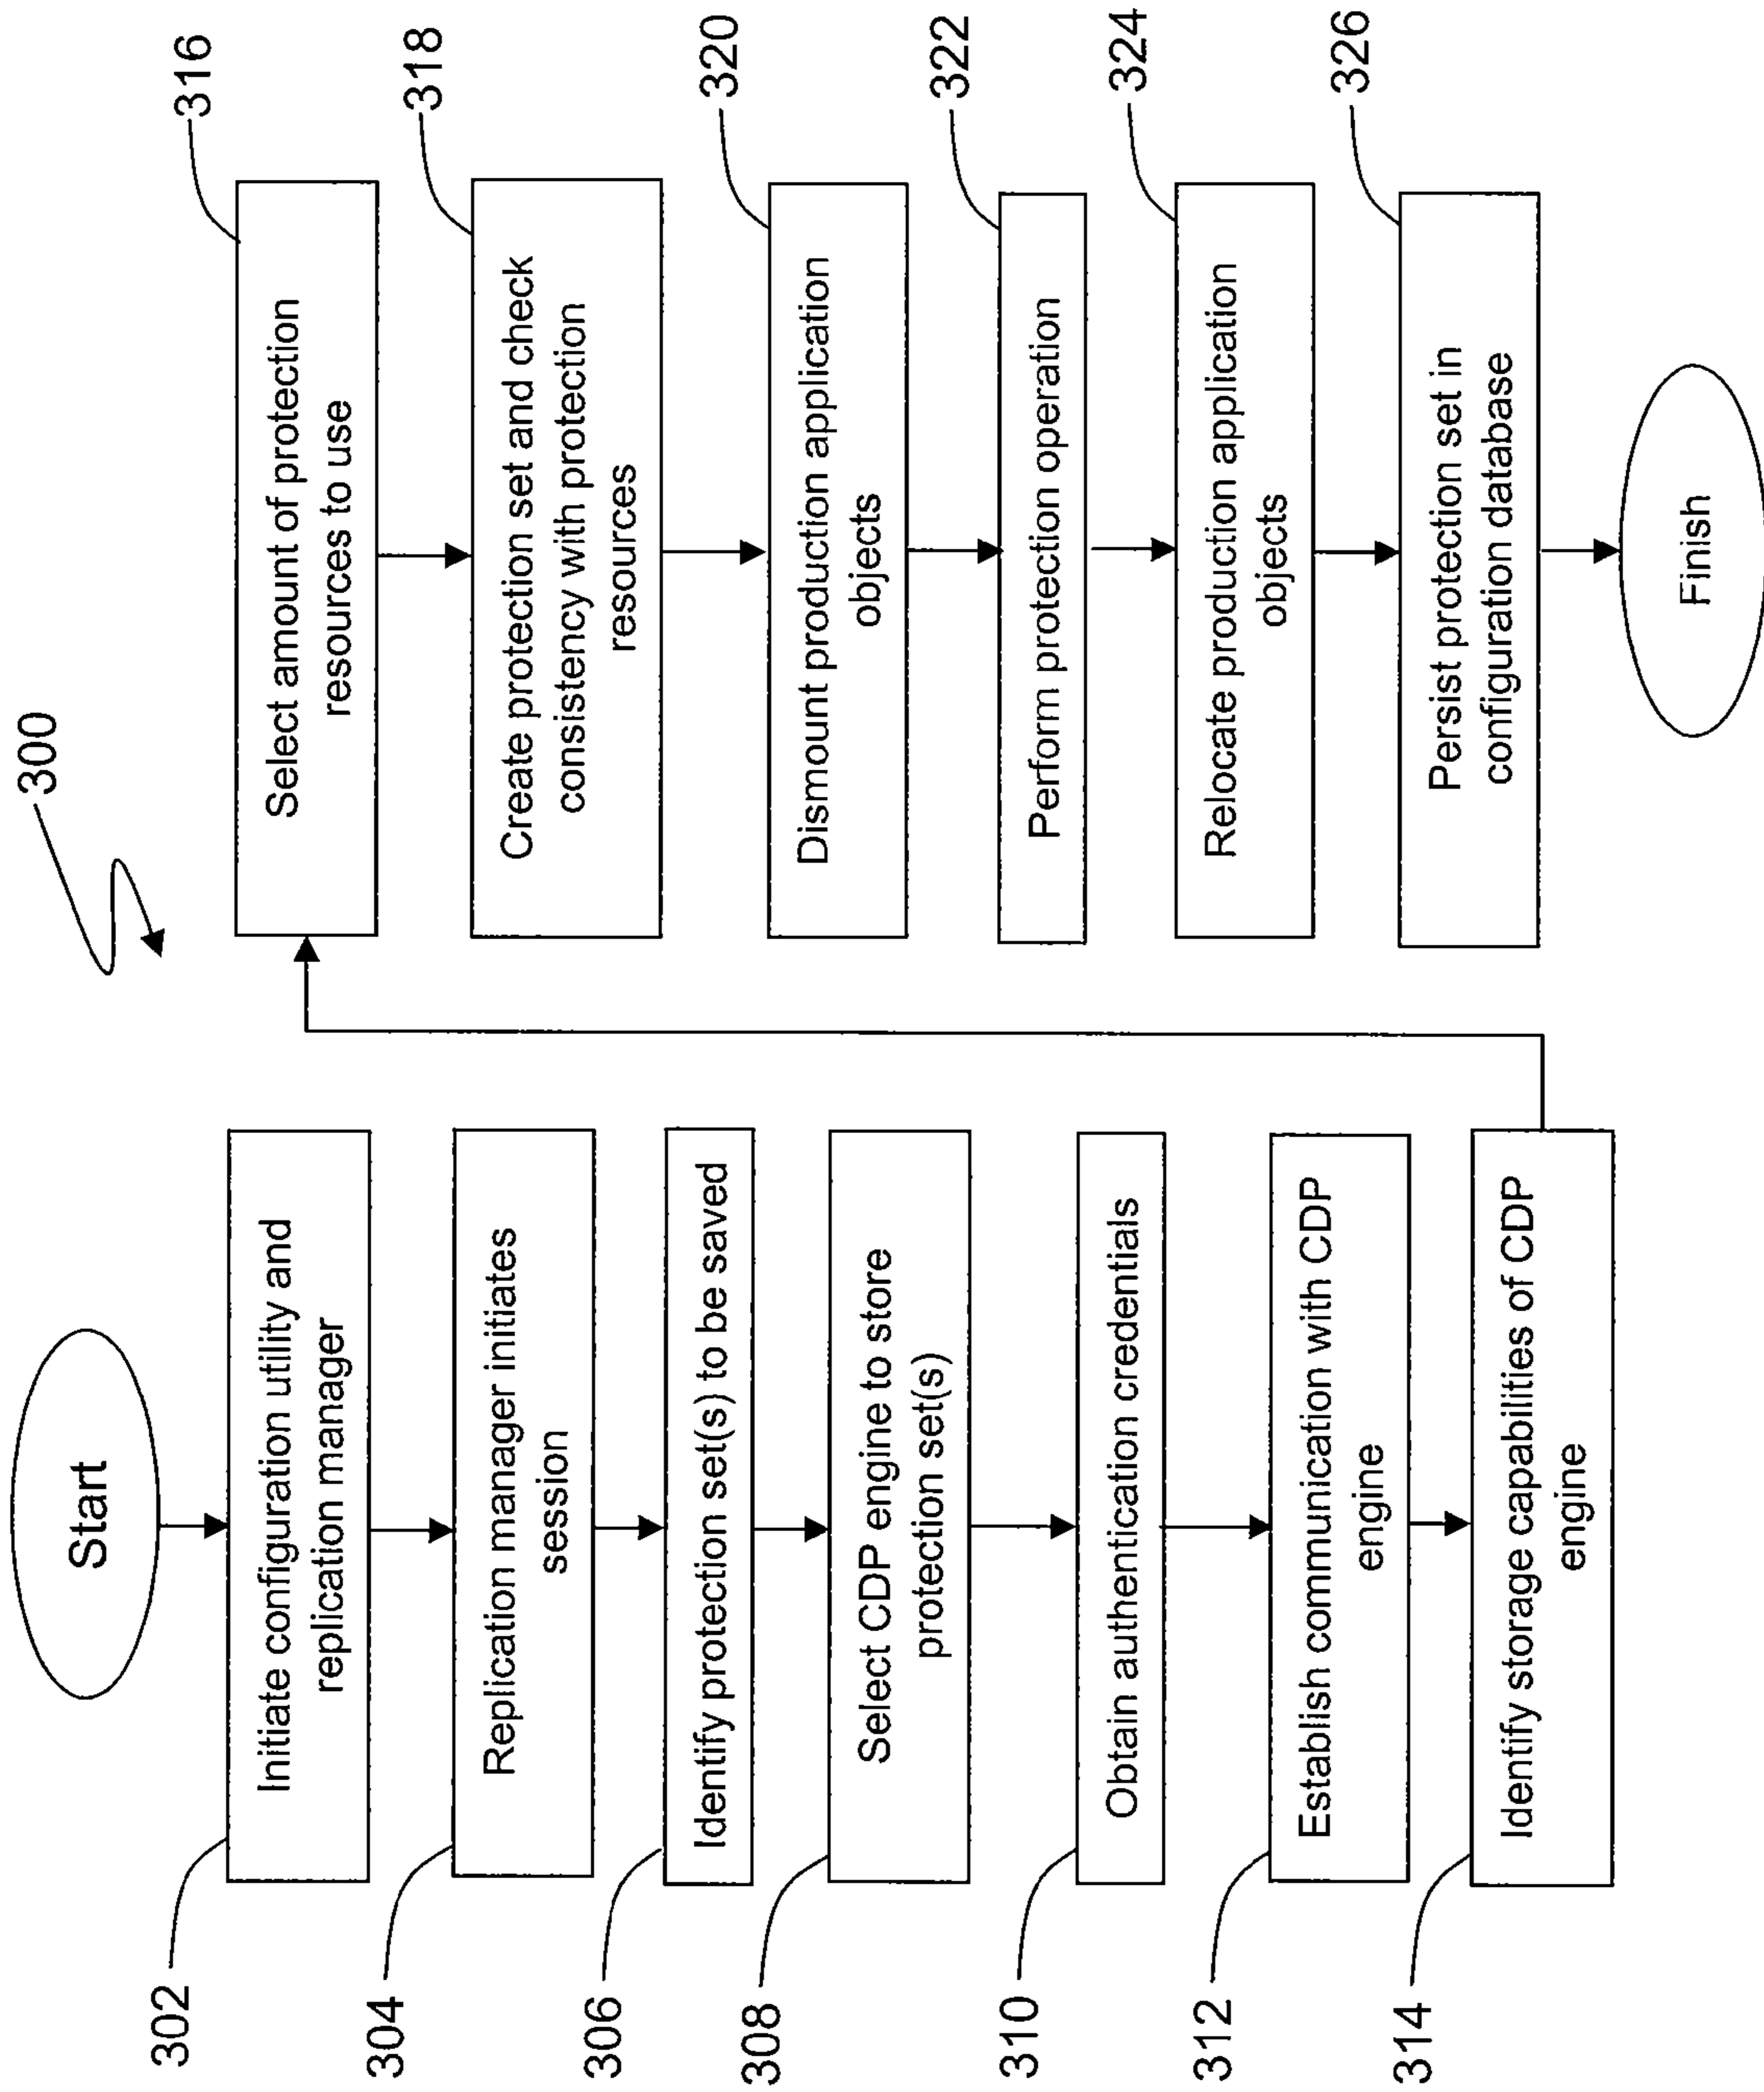 300
Start
302
Initiate configuration utility and
replication manager
304
Replication manager initiates
session
306
Identify protection set(s) to be saved
308
Select CDP engine to store
protection set(s)
310
Obtain authentication credentials
312
Establish communication with CDP
engine
314
Identify storage capabilities of CDP
engine
316
Select amount of protection
resources to use
318
Create protection set and check
consistency with protection
resources
320
Dismount production application
objects
322
Perform protection operation
324
Relocate production application
objects
326
Persist protection set in
configuration database
Finish